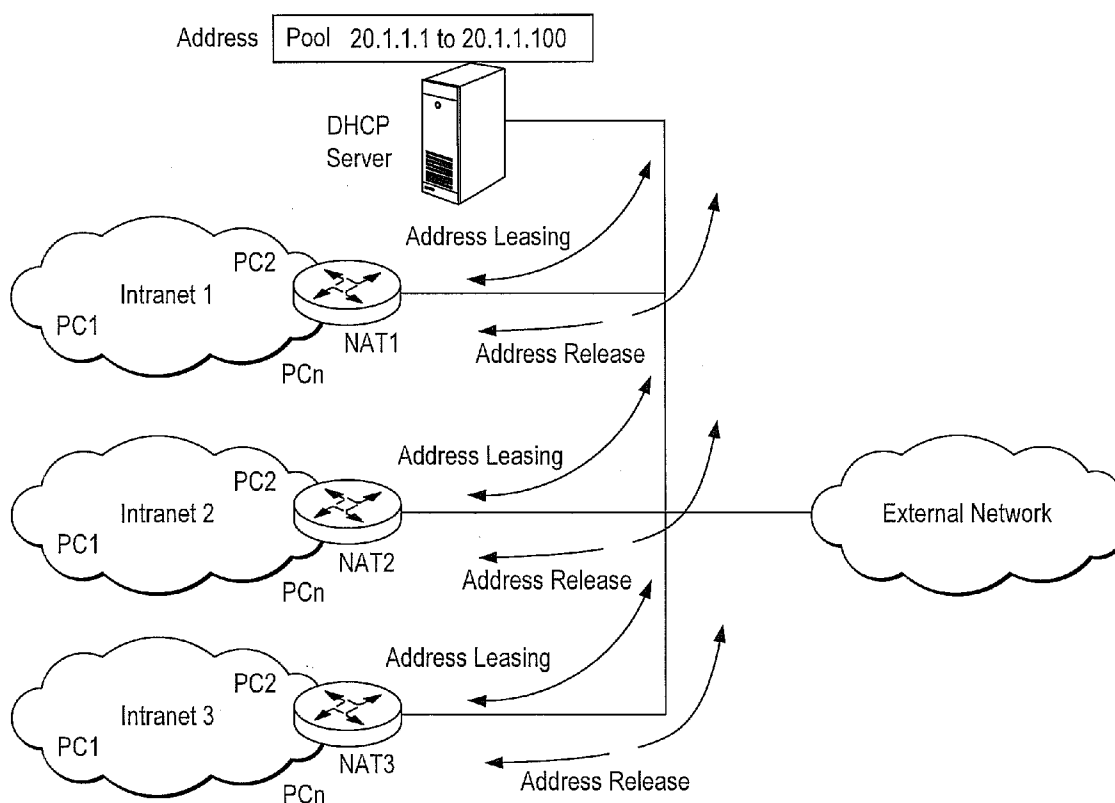 Address Pool 20.1.1.1 to 20.1.1.100
DHCP
Server
Address Leasing
PC2
Intranet 1
PC1
NAT1
Address Release
PCn
Address Leasing
PC2
Intranet 2
External Network
PC1
NAT2
Address Release
PCn
Address Leasing
PC2
Intranet 3
PC1
NAT3
Address Release
PCn